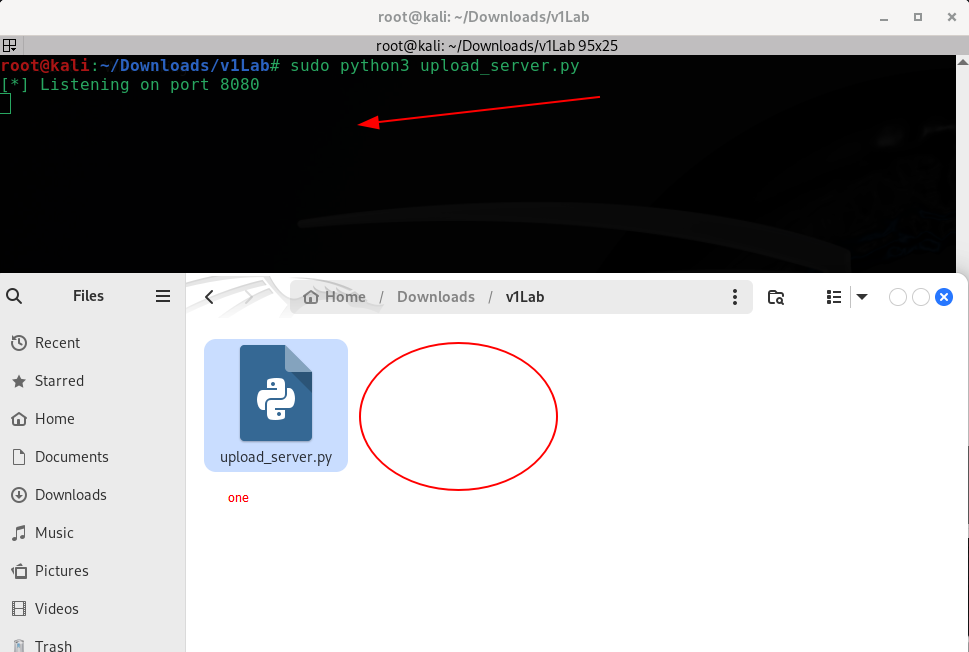 root@kali: ~/Downloads/v1Lab
root@kali: ~/Downloads/v1Lab 95x25
root@kali:~/Downloads/v1Lab# sudo python3 upload_server.py
[*] Listening on port 8080
Files
Home / Downloads / v1Lab
Recent
Starred
Home
Documents
Downloads
Music
Pictures
Videos
Trash
upload_server.py
one